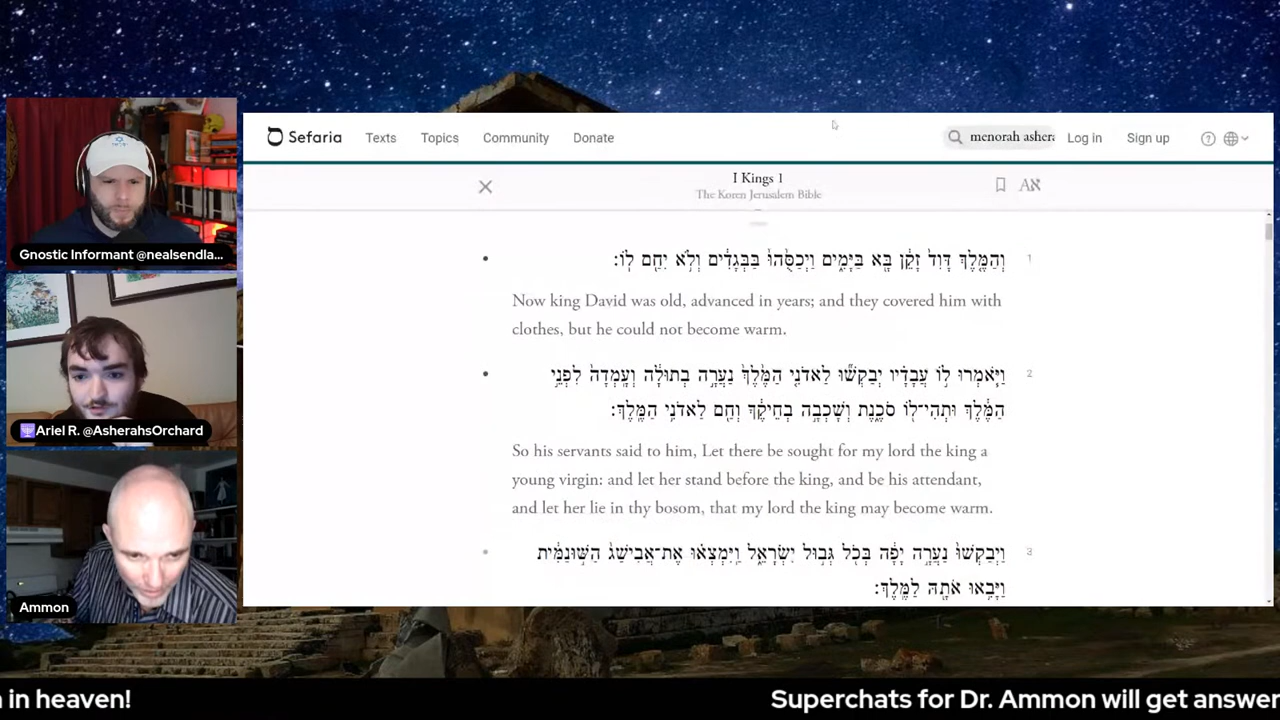 Sefaria
Texts
Topics
Community
Donate
menorah ashera
Log in
Sign up
I Kings 1
The Koren Jerusalem Bible
וְהַמֶּ֤לֶךְ דָּוִד֙ זָקֵ֔ן בָּ֖א בַּיָּמִ֑ים וַיְכַסֻּ֙הוּ֙ בַּבְּגָדִ֔ים וְלֹ֥א יִחַ֖ם לֽוֹ׃
1
Now king David was old, advanced in years; and they covered him with
clothes, but he could not become warm.
וַיֹּ֧אמְרוּ ל֣וֹ עֲבָדָ֗יו יְבַקְשׁ֞וּ לַאדֹנִ֤י הַמֶּ֙לֶךְ֙ נַעֲרָ֣ה בְתוּלָ֔ה וְעָֽמְדָה֙ לִפְנֵ֣י
2
הַמֶּ֔לֶךְ וּתְהִי־ל֖וֹ סֹכֶ֑נֶת וְשָׁכְבָ֣ה בְחֵיקֶ֔ךָ וְחַ֖ם לַאדֹנִ֥י הַמֶּֽלֶךְ׃
So his servants said to him, Let there be sought for my lord the king a
young virgin: and let her stand before the king, and be his attendant,
and let her lie in thy bosom, that my lord the king may become warm.
וַיְבַקְשׁוּ֙ נַעֲרָ֣ה יָפָ֔ה בְּכֹ֖ל גְּב֣וּל יִשְׂרָאֵ֑ל וַֽיִּמְצְא֗וּ אֶת־אֲבִישַׁג֙ הַשּׁ֣וּנַמִּ֔ית
3
וַיָּבִ֥אוּ אֹתָ֖הּ לַמֶּֽלֶךְ׃
Gnostic Informant @nealsendla...
Ariel R. @AsherahsOrchard
Ammon
in heaven!
Superchats for Dr. Ammon will get answer